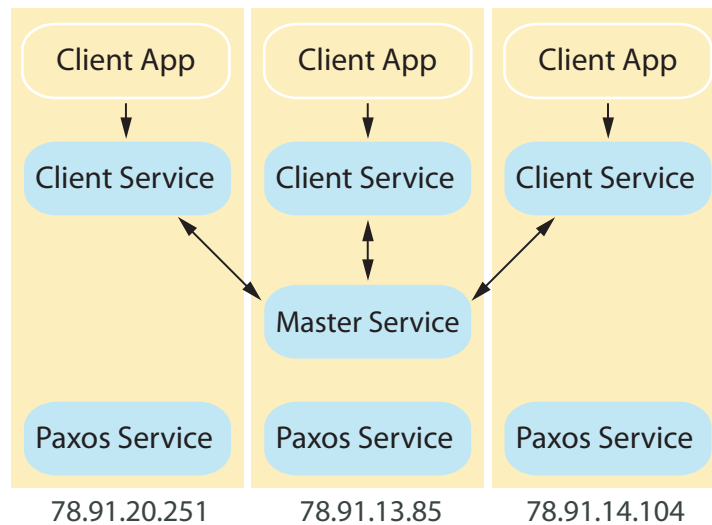 Client App
Client App
Client App
Client Service
Client Service
Client Service
Master Service
Paxos Service
Paxos Service
Paxos Service
78.91.20.251
78.91.13.85
78.91.14.104